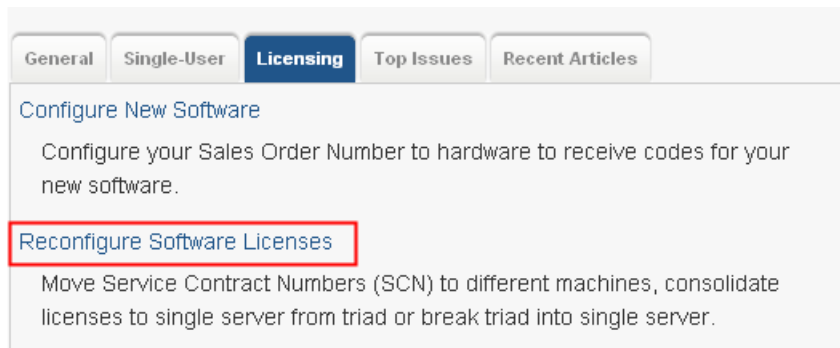 General Single-User Licensing Top Issues Recent Articles
Configure New Software
Configure your Sales Order Number to hardware to receive codes for your
new software.
Reconfigure Software Licenses
Move Service Contract Numbers (SCN) to different machines, consolidate
licenses to single server from triad or break triad into single server.